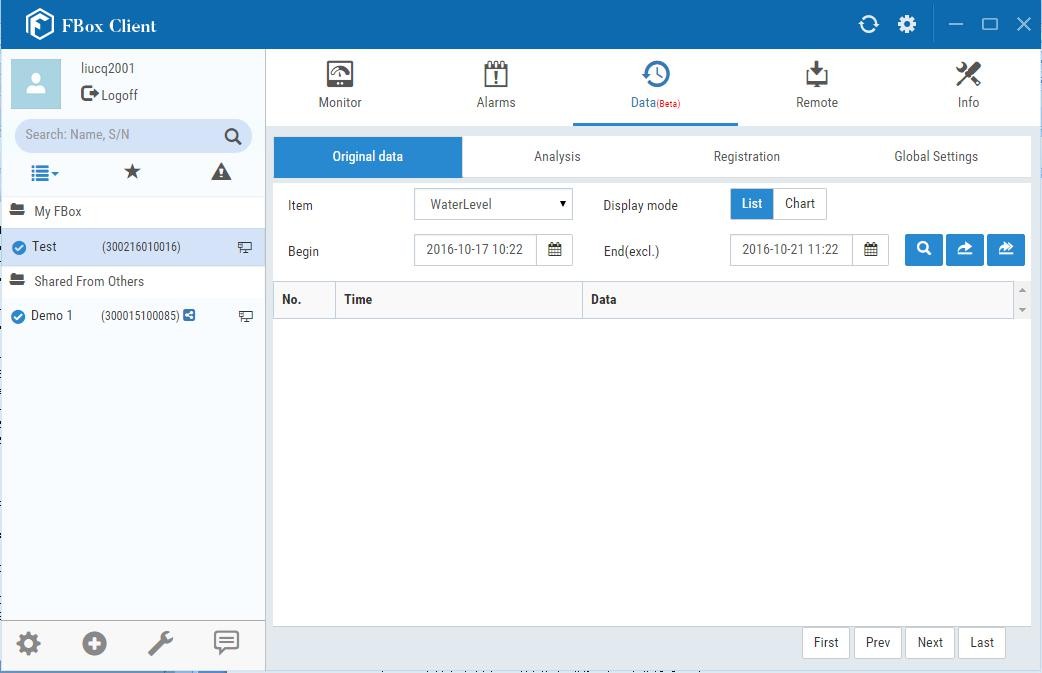 FBox Client
liucq2001
Logoff
Search: Name, S/N
My FBox
Test (300216010016)
Shared From Others
Demo 1 (300015100085)
Monitor Alarms Data(Beta) Remote Info
Original data Analysis Registration Global Settings
Item WaterLevel Display mode List Chart
Begin 2016-10-17 10:22 End(excl.) 2016-10-21 11:22
No. Time Data
First Prev Next Last